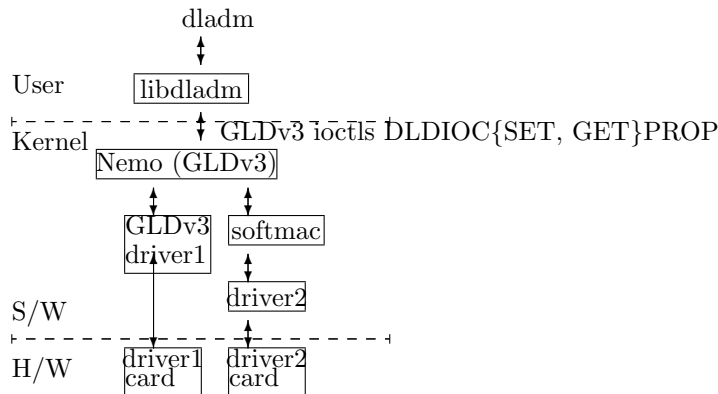 dladm
User
libdladm
GLDv3 ioctls DLDIOC{SET, GET}PROP
Kernel
Nemo (GLDv3)
GLDv3
driver1
softmac
driver2
S/W
H/W
driver1
card
driver2
card